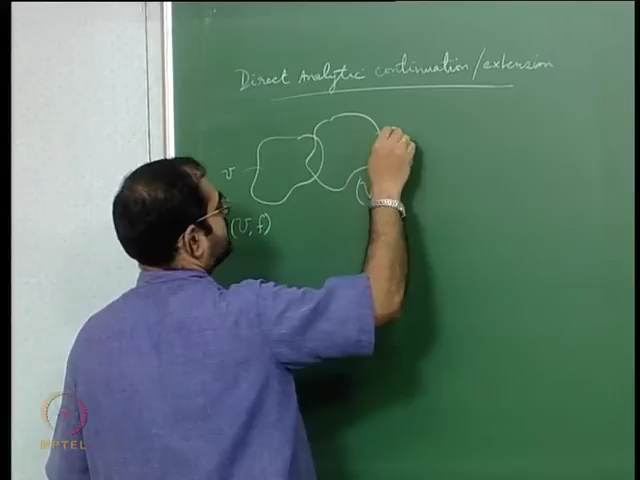 Direct Analytic continuation/extension
U
(U, f)
(V
NPTEL